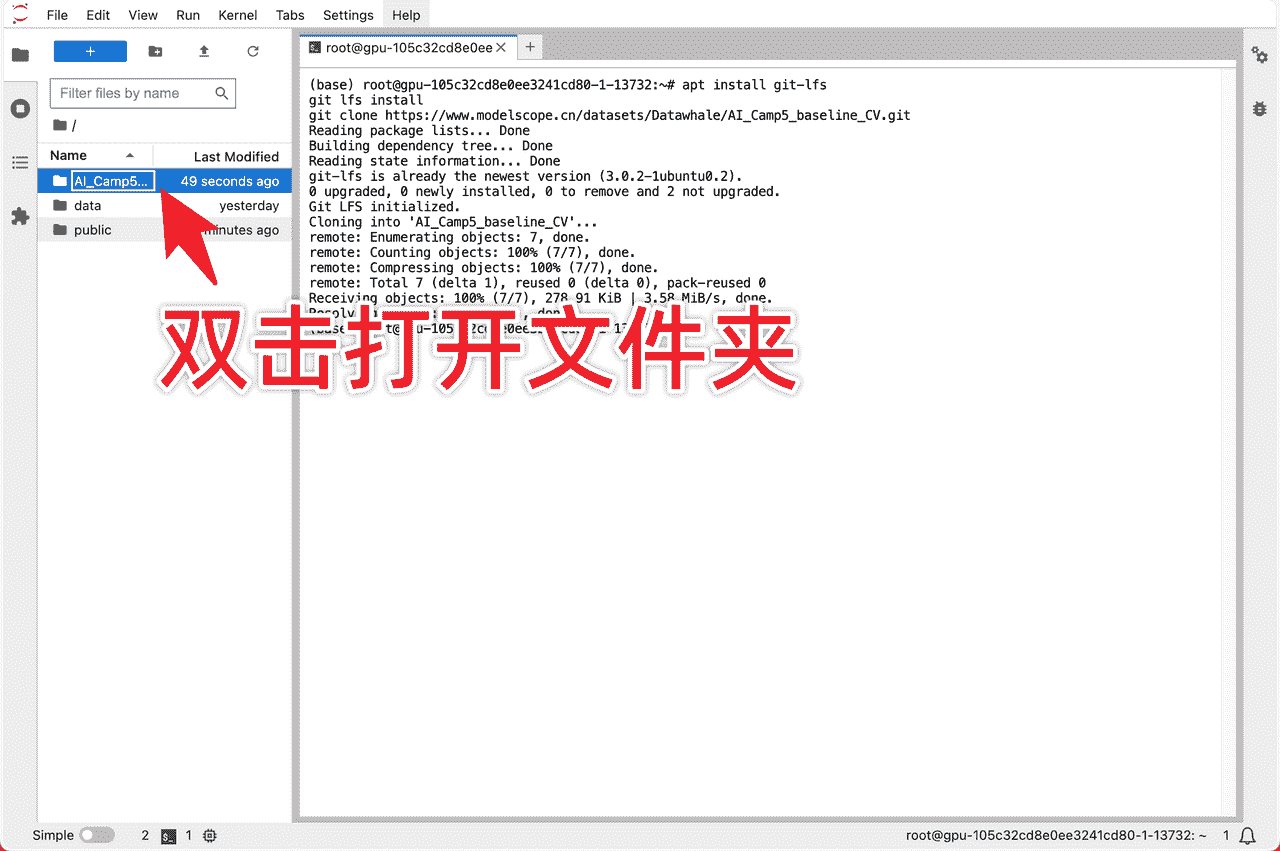 File Edit View Run Kernel Tabs Settings Help
Filter files by name
/
Name Last Modified
AI_Camp5... 49 seconds ago
data yesterday
public minutes ago
root@gpu-105c32cd8e0ee
(base) root@gpu-105c32cd8e0ee3241cd80-1-13732:~# apt install git-lfs
git lfs install
git clone https://www.modelscope.cn/datasets/Datawhale/AI_Camp5_baseline_CV.git
Reading package lists... Done
Building dependency tree... Done
Reading state information... Done
git-lfs is already the newest version (3.0.2-1ubuntu0.2).
0 upgraded, 0 newly installed, 0 to remove and 2 not upgraded.
Git LFS initialized.
Cloning into 'AI_Camp5_baseline_CV'...
remote: Enumerating objects: 7, done.
remote: Counting objects: 100% (7/7), done.
remote: Compressing objects: 100% (7/7), done.
remote: Total 7 (delta 1), reused 0 (delta 0), pack-reused 0
Receiving objects: 100% (7/7), 278.91 KiB | 3.58 MiB/s, done.
双击打开文件夹
Simple 2 1
root@gpu-105c32cd8e0ee3241cd80-1-13732: ~ 1